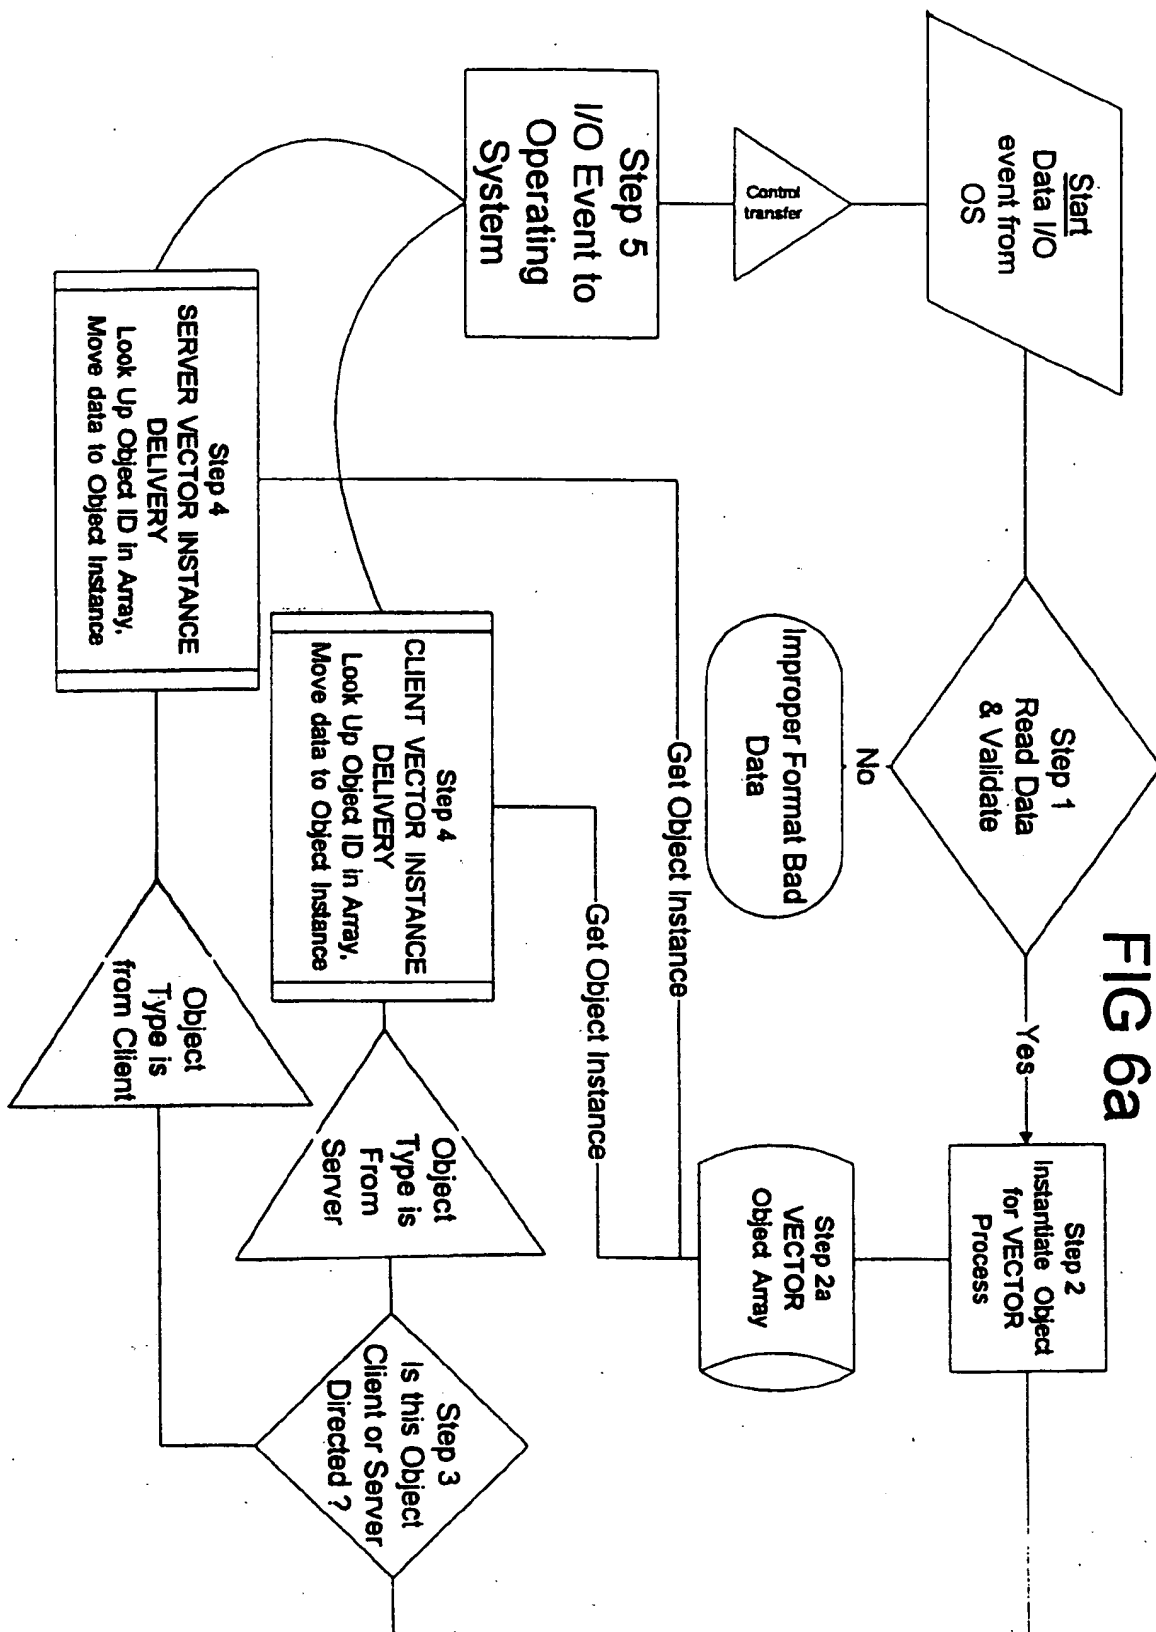 FIG 6a
Start
Data I/O
event from
OS
Step 1
Read Data
& Validate
Yes
Step 2
Instantiate Object
for VECTOR
Process
No
Improper Format Bad
Data
Step 2a
VECTOR
Object Array
Control
transfer
Get Object Instance
Get Object Instance
Step 5
I/O Event to
Operating
System
Step 4
CLIENT VECTOR INSTANCE
DELIVERY
Look Up Object ID in Array,
Move data to Object Instance
Object
Type is
From
Server
Step 3
Is this Object
Client or Server
Directed ?
Step 4
SERVER VECTOR INSTANCE
DELIVERY
Look Up Object ID in Array,
Move data to Object Instance
Object
Type is
from Client